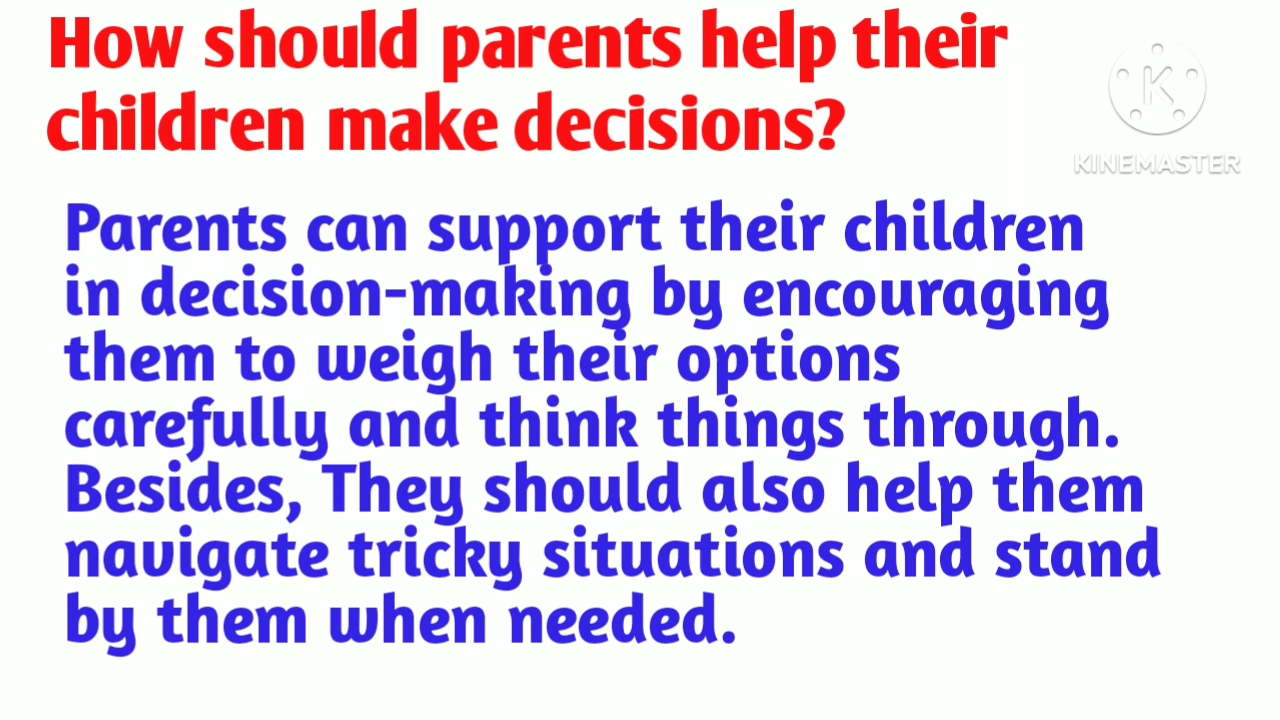 How should parents help their
children make decisions?
K
KINEMASTER
Parents can support their children
in decision-making by encouraging
them to weigh their options
carefully and think things through.
Besides, They should also help them
navigate tricky situations and stand
by them when needed.